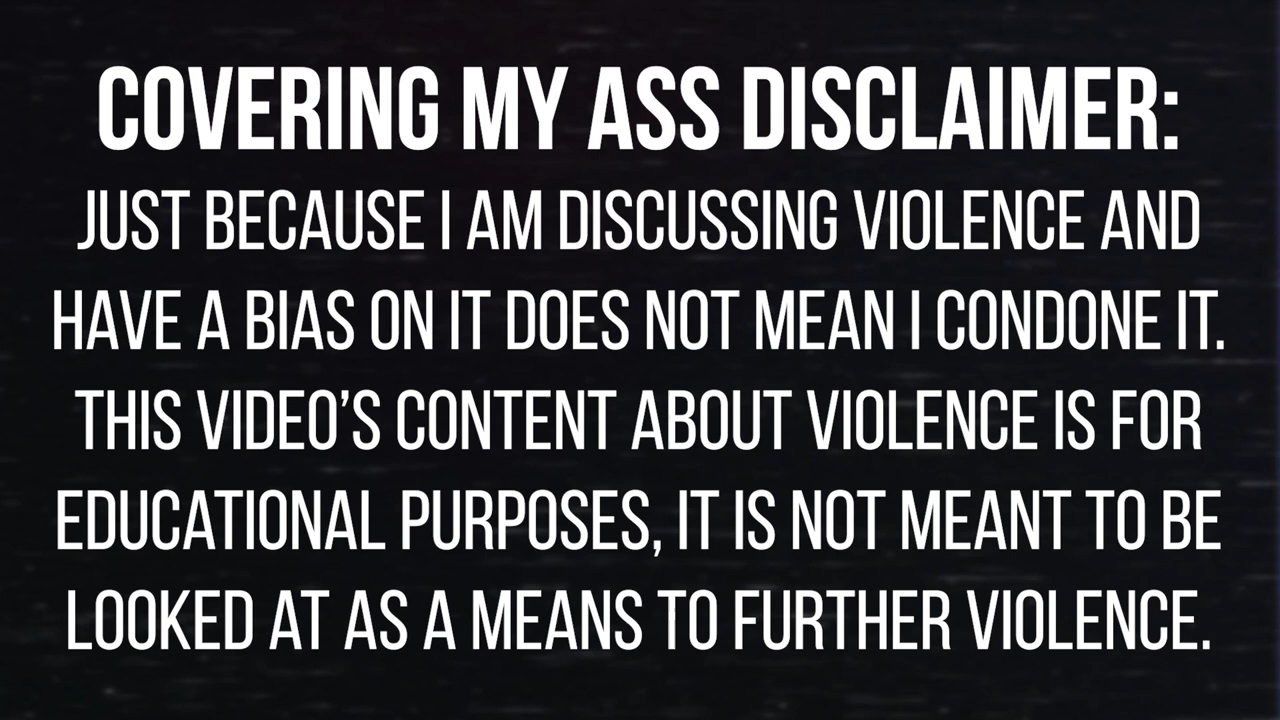 COVERING MY ASS DISCLAIMER:
JUST BECAUSE I AM DISCUSSING VIOLENCE AND
HAVE A BIAS ON IT DOES NOT MEAN I CONDONE IT.
THIS VIDEO’S CONTENT ABOUT VIOLENCE IS FOR
EDUCATIONAL PURPOSES, IT IS NOT MEANT TO BE
LOOKED AT AS A MEANS TO FURTHER VIOLENCE.